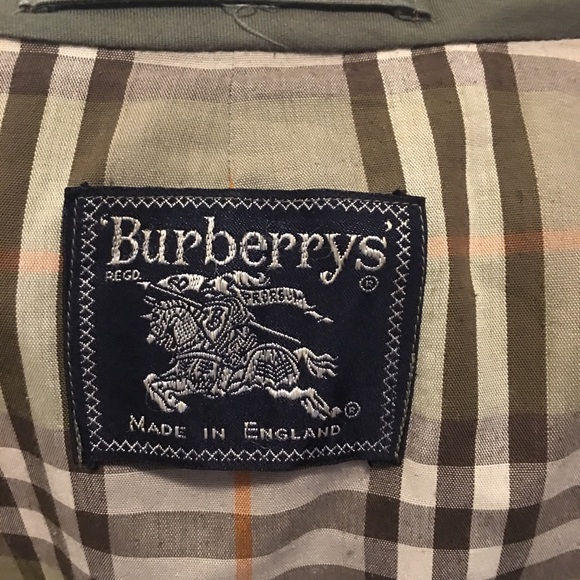 'Burberrys'
REGD.
PRORSUM
®
®
MADE IN ENGLAND